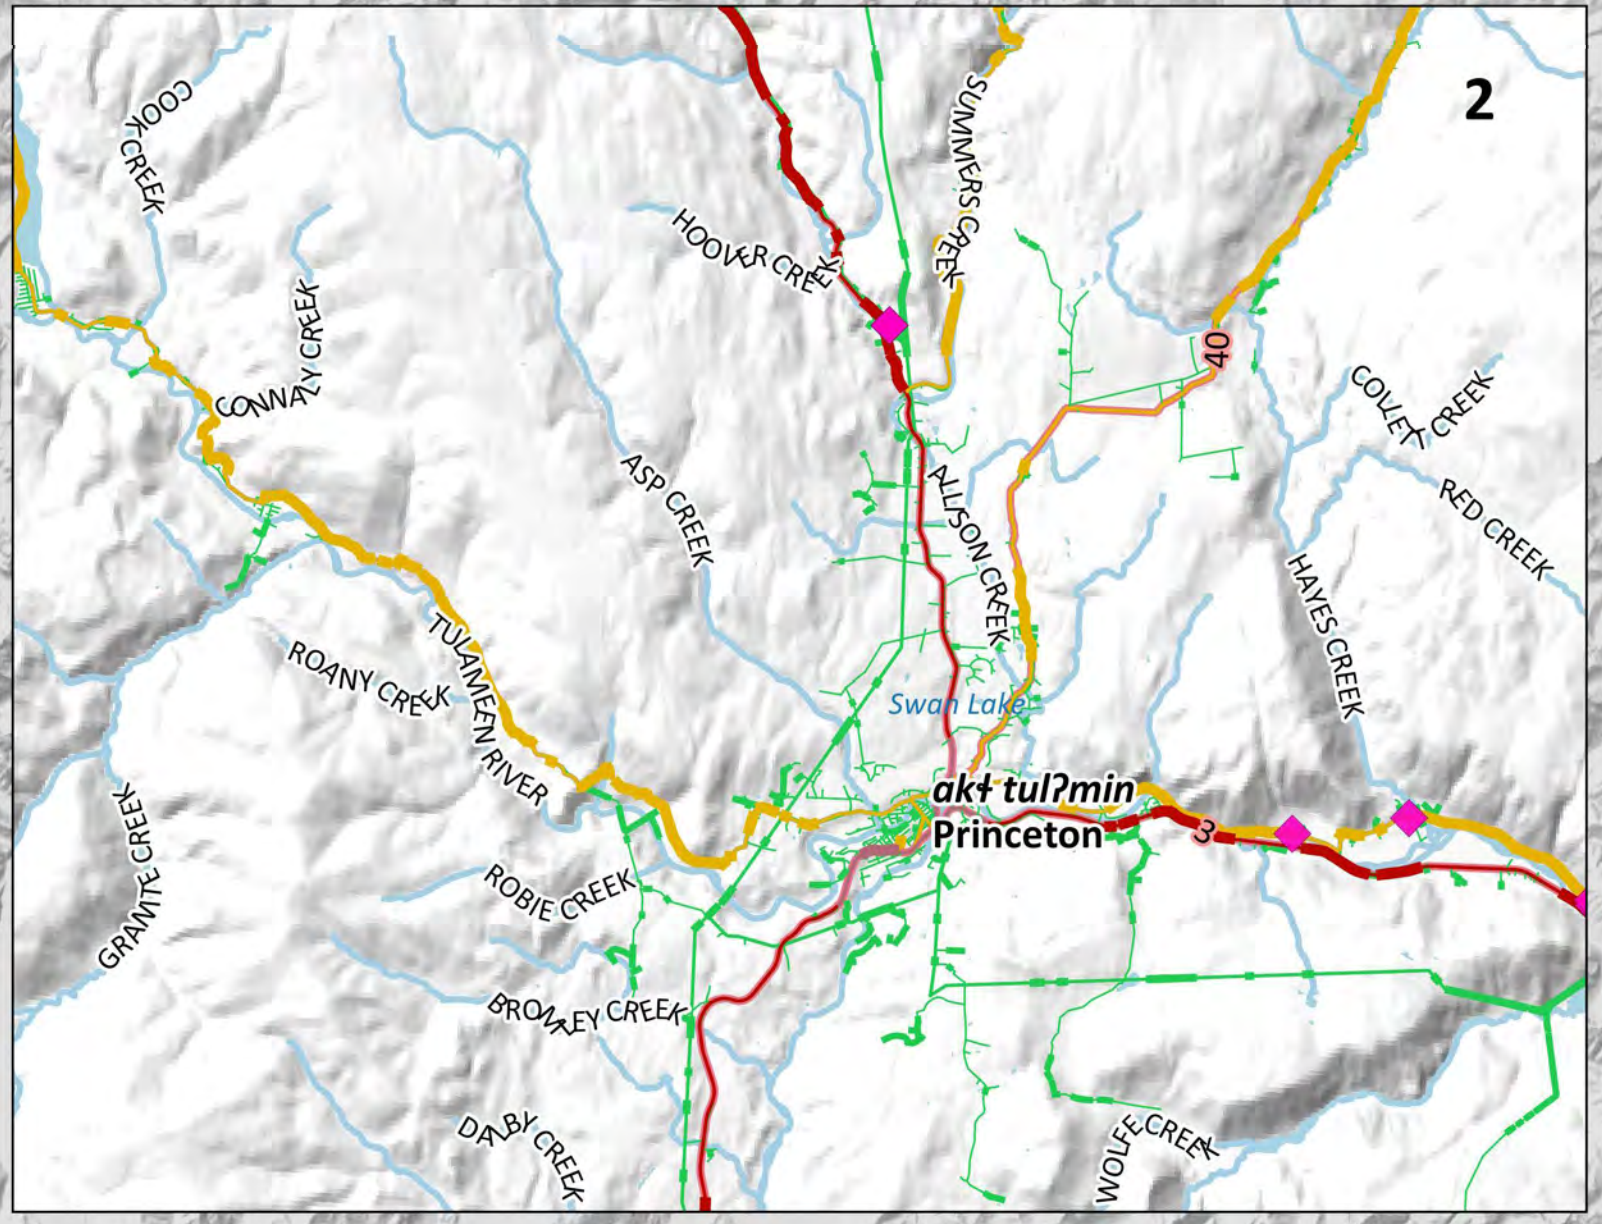 2
COOK CREEK
SUMMERS CREEK
HOOVER CREEK
CONNALY CREEK
40
COVETT CREEK
ASP CREEK
ALLISON CREEK
RED CREEK
HAYES CREEK
ROANY CREEK
TULAMEEN RIVER
Swan Lake
akɬ tulʔmin
Princeton
3
GRANITE CREEK
ROBIE CREEK
BROMLEY CREEK
DALBY CREEK
WOLFE CREEK